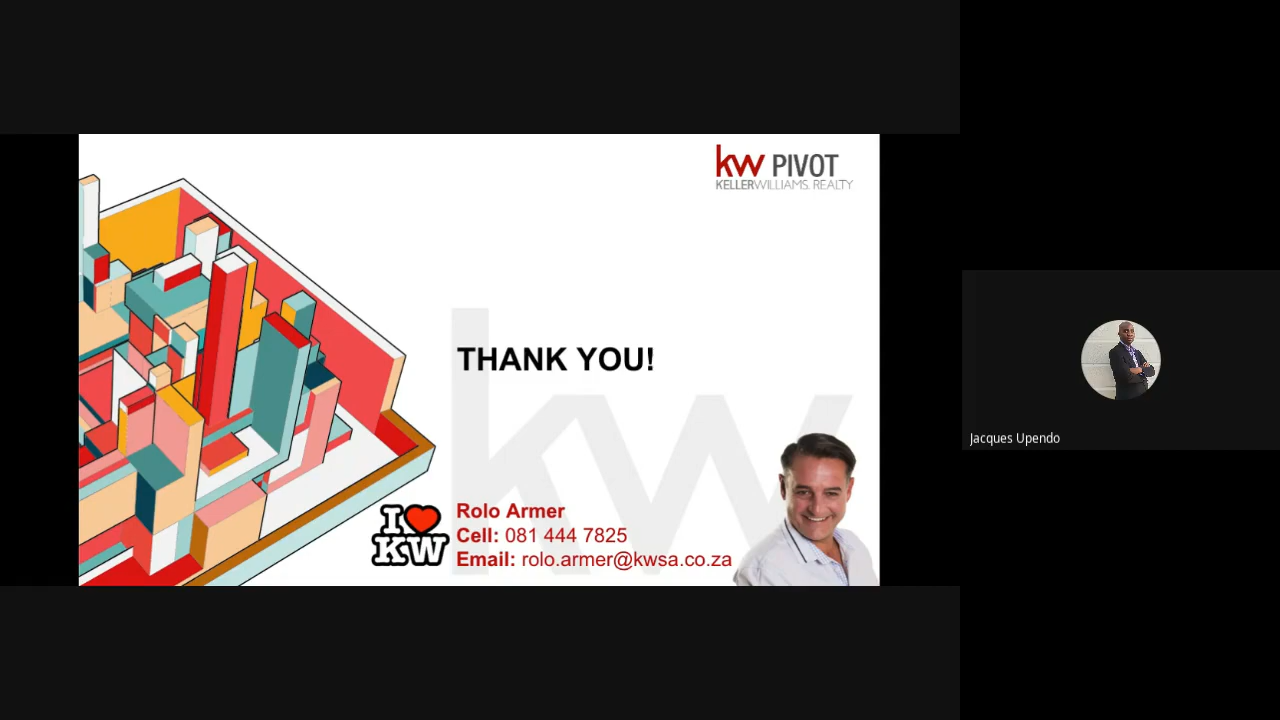 kw PIVOT
KELLERWILLIAMS. REALTY
kw
THANK YOU!
I
KW
Rolo Armer
Cell: 081 444 7825
Email: rolo.armer@kwsa.co.za
Jacques Upendo